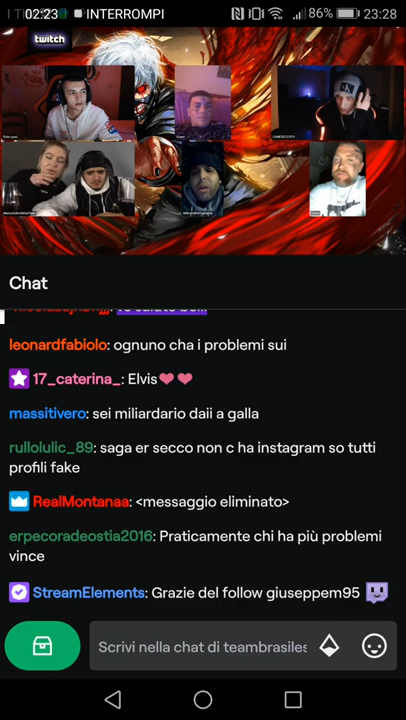 02:23 INTERROMPI 86% 23:28
twitch
Chat
leonardfabiolo: ognuno cha i problemi sui
17_caterina_: Elvis❤❤
massitivero: sei miliardario daii a galla
rullolulic_89: saga er secco non c ha instagram so tutti
profili fake
RealMontanaa: <messaggio eliminato>
erpecoradeostia2016: Praticamente chi ha più problemi
vince
StreamElements: Grazie del follow giuseppem95
Scrivi nella chat di teambrasiles